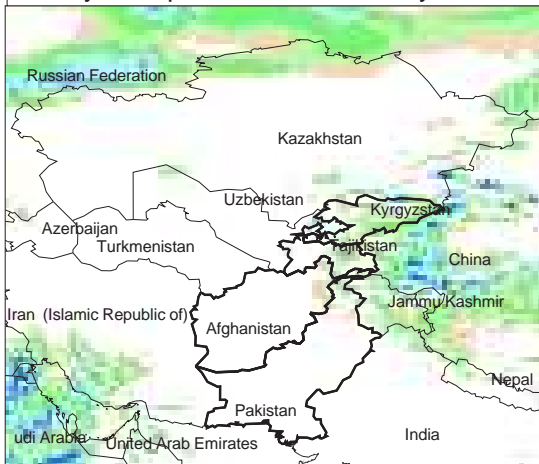 Russian Federation
Kazakhstan
Uzbekistan
Kyrgyzstan
Azerbaijan
Turkmenistan
Tajikistan
China
Jammu Kashmir
Iran (Islamic Republic of)
Afghanistan
Nepal
Pakistan
udi Arabia
United Arab Emirates
India